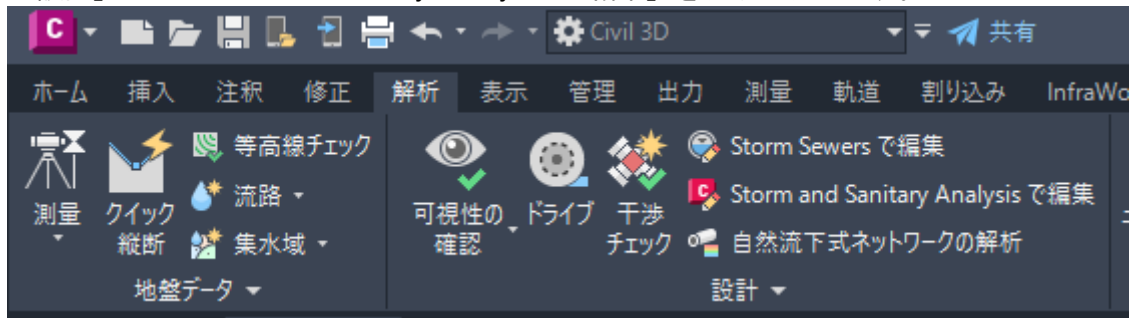 C Civil 3D 共有
ホーム 挿入 注釈 修正 解析 表示 管理 出力 測量 軌道 割り込み InfraWo
測量
クイック
縦断
等高線チェック
流路
集水域
地盤データ
可視性の
確認
ドライブ
干渉
チェック
Storm Sewers で編集
Storm and Sanitary Analysis で編集
自然流下式ネットワークの解析
設計